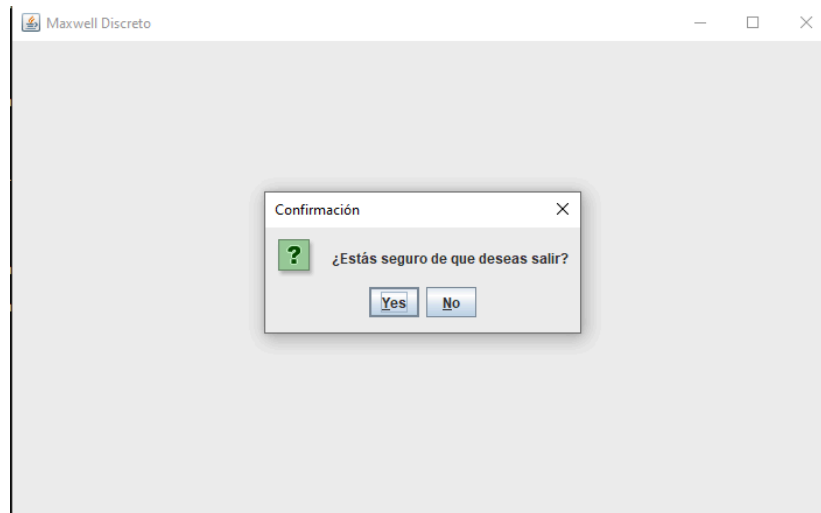 Maxwell Discreto
Confirmación
¿Estás seguro de que deseas salir?
Yes No